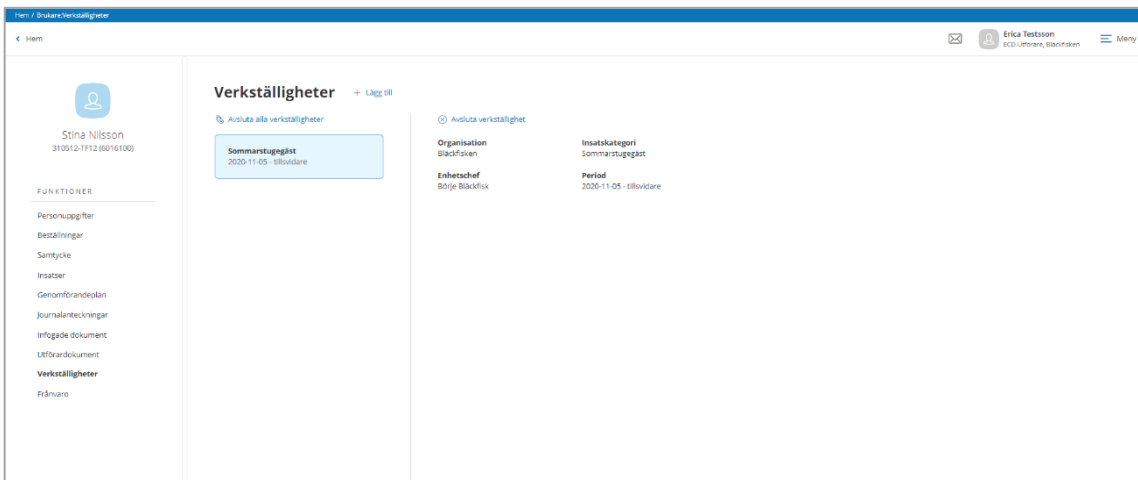 Hem / Brukare:Verkställigheter
Hem
Erica Testsson
ECD Utförare, Bläckfisken
Meny
Stina Nilsson
310512-TF12 (6016100)
FUNKTIONER
Personuppgifter
Beställningar
Samtycke
Insatser
Genomförandeplan
Journalanteckningar
Infogade dokument
Utförardokument
Verkställigheter
Frånvaro
Verkställigheter + Lägg till
Avsluta alla verkställigheter
Sommarstugegäst
2020-11-05 - tillsvidare
Avsluta verkställighet
Organisation
Bläckfisken
Insatskategori
Sommarstugegäst
Enhetschef
Börje Bläckfisk
Period
2020-11-05 - tillsvidare